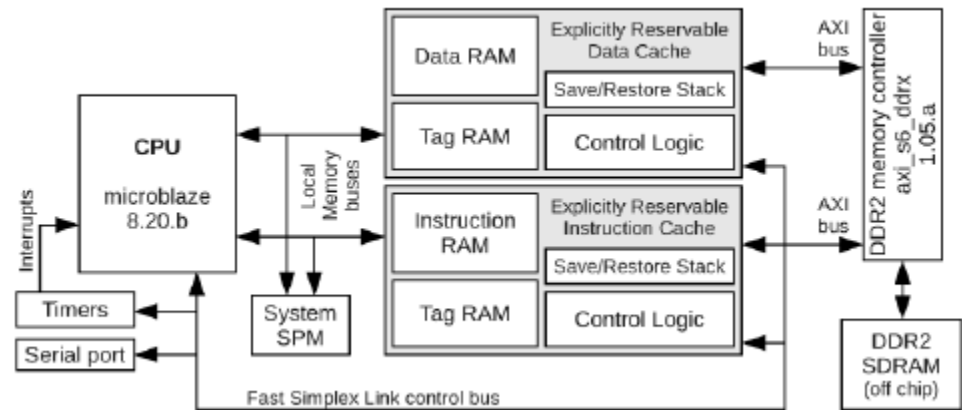 CPU
microblaze
8.20.b
Interrupts
Timers
Serial port
Local
Memory
buses
System
SPM
Data RAM
Tag RAM
Explicitly Reservable
Data Cache
Save/Restore Stack
Control Logic
Instruction
RAM
Tag RAM
Explicitly Reservable
Instruction Cache
Save/Restore Stack
Control Logic
AXI
bus
AXI
bus
DDR2 memory controller
axi_s6_ddrx
1.05.a
DDR2
SDRAM
(off chip)
Fast Simplex Link control bus